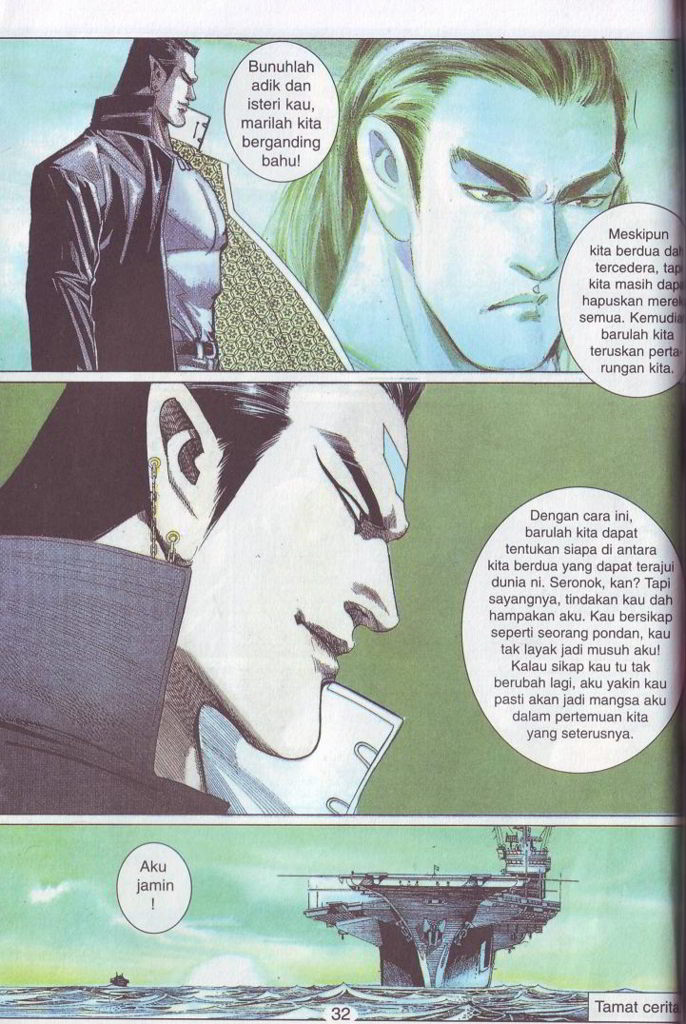 Bunuhlah
adik dan
isteri kau,
marilah kita
berganding
bahu!
Meskipun
kita berdua dah
tercedera, tapi
kita masih dapat
hapuskan mereka
semua. Kemudian
barulah kita
teruskan perta-
rungan kita.
Dengan cara ini,
barulah kita dapat
tentukan siapa di antara
kita berdua yang dapat terajui
dunia ni. Seronok, kan? Tapi
sayangnya, tindakan kau dah
hampakan aku. Kau bersikap
seperti seorang pondan, kau
tak layak jadi musuh aku!
Kalau sikap kau tu tak
berubah lagi, aku yakin kau
pasti akan jadi mangsa aku
dalam pertemuan kita
yang seterusnya.
Aku
jamin
!
32
Tamat cerita